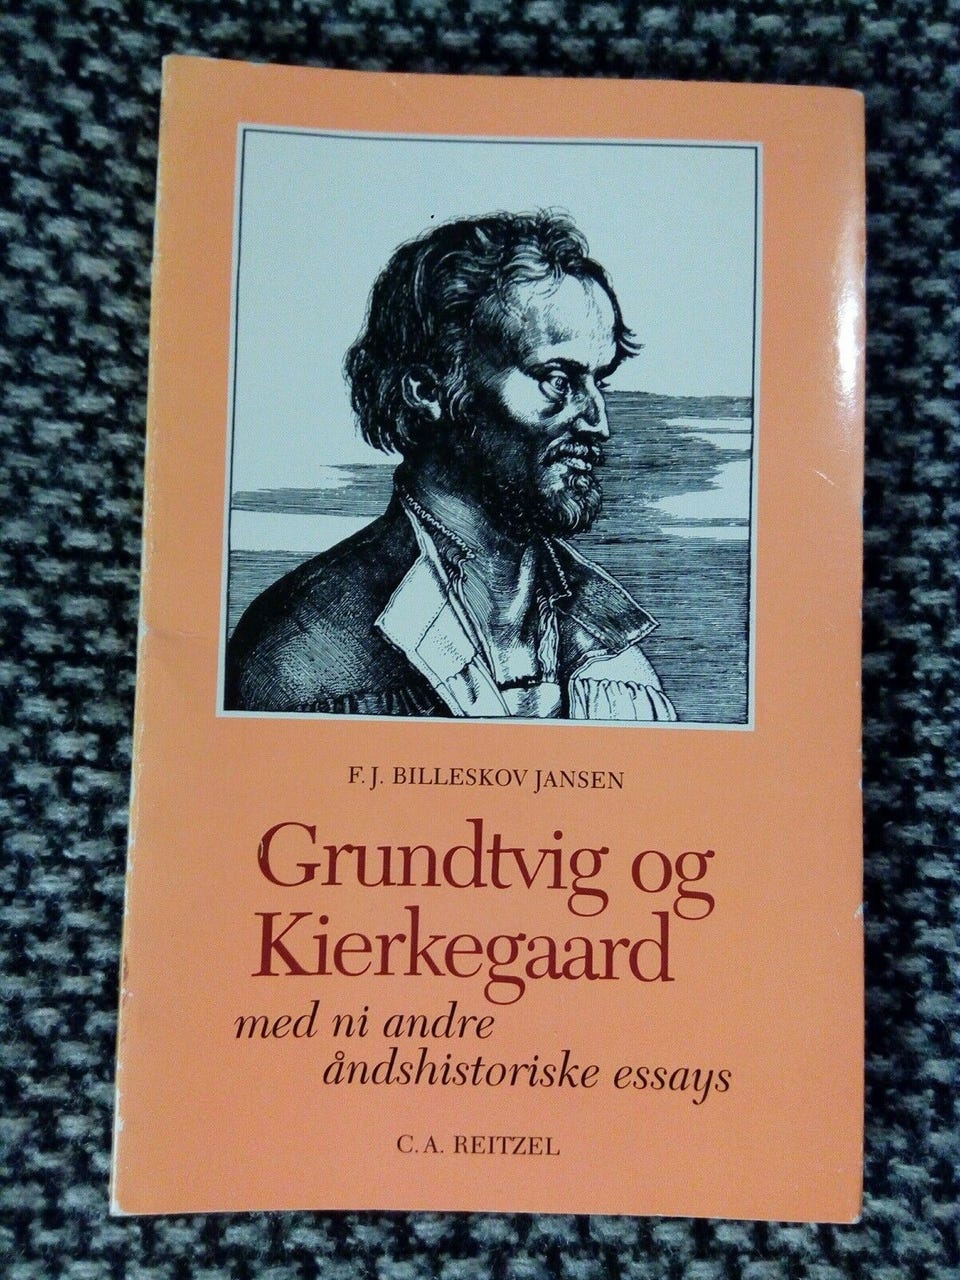 F. J. BILLESKOV JANSEN
Grundtvig og
Kierkegaard
med ni andre
åndshistoriske essays
C. A. REITZEL